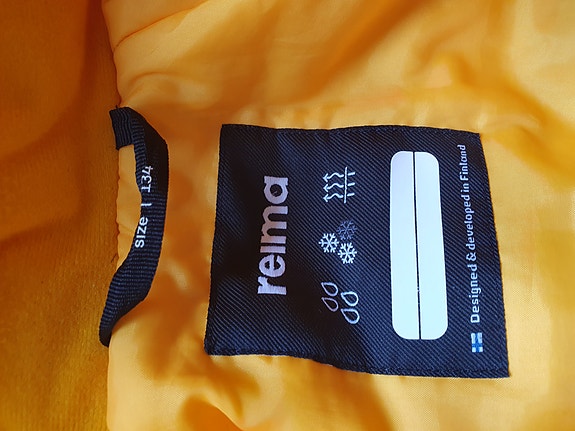 size | 134
reima
Designed & developed in Finland